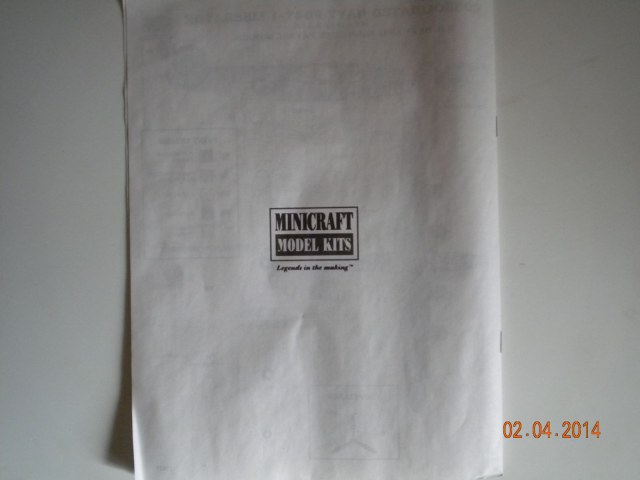 MINICRAFT
MODEL KITS
Legends in the making™
02.04.2014